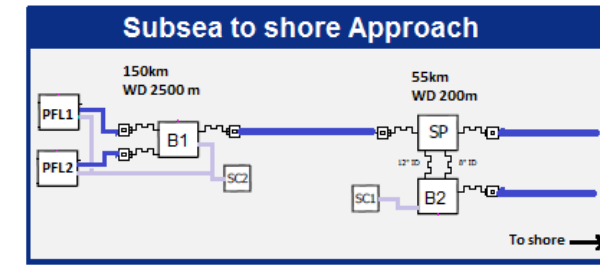 Subsea to shore Approach
150km
WD 2500 m
55km
WD 200m
PFL1
B1
SP
PFL2
12" ID
8" ID
SC2
SC1
B2
To shore